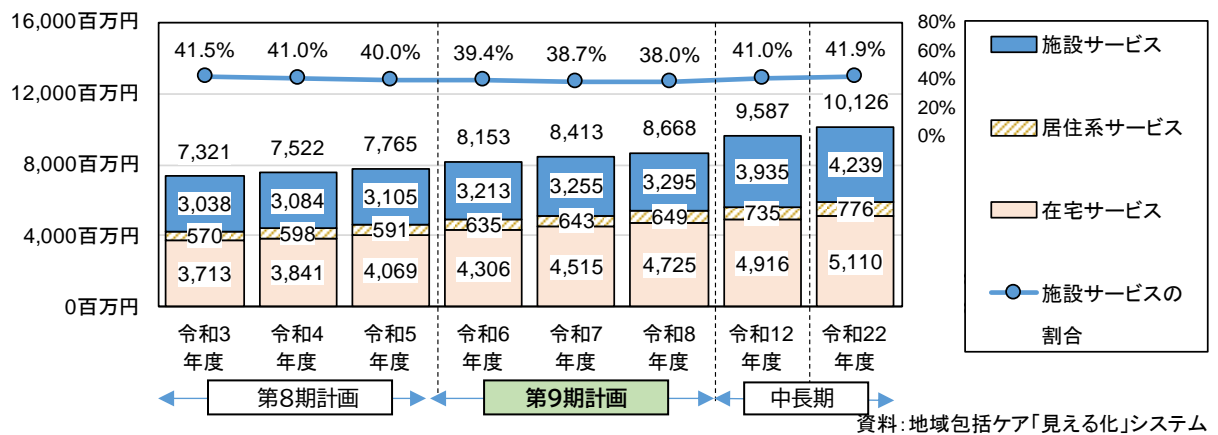 16,000百万円
12,000百万円
8,000百万円
4,000百万円
0百万円
80%
60%
40%
20%
0%
41.5% 41.0% 40.0% 39.4% 38.7% 38.0% 41.0% 41.9%
7,321 7,522 7,765 8,153 8,413 8,668 9,587 10,126
3,038 3,084 3,105 3,213 3,255 3,295 3,935 4,239
570 598 591 635 643 649 735 776
3,713 3,841 4,069 4,306 4,515 4,725 4,916 5,110
令和3 令和4 令和5 令和6 令和7 令和8 令和12 令和22
年度 年度 年度 年度 年度 年度 年度 年度
第8期計画 第9期計画 中長期
施設サービス
居住系サービス
在宅サービス
施設サービスの
割合
資料:地域包括ケア「見える化」システム